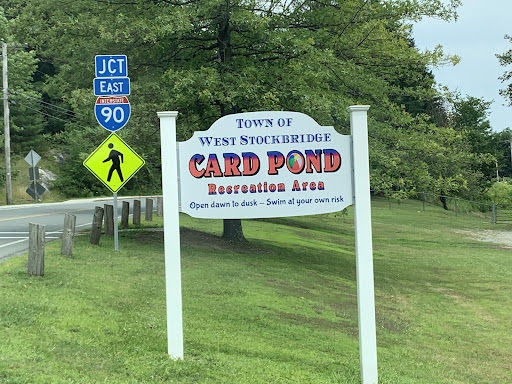 JCT
EAST
INTERSTATE
90
TOWN OF
WEST STOCKBRIDGE
CARD POND
Recreation Area
Open dawn to dusk – Swim at your own risk